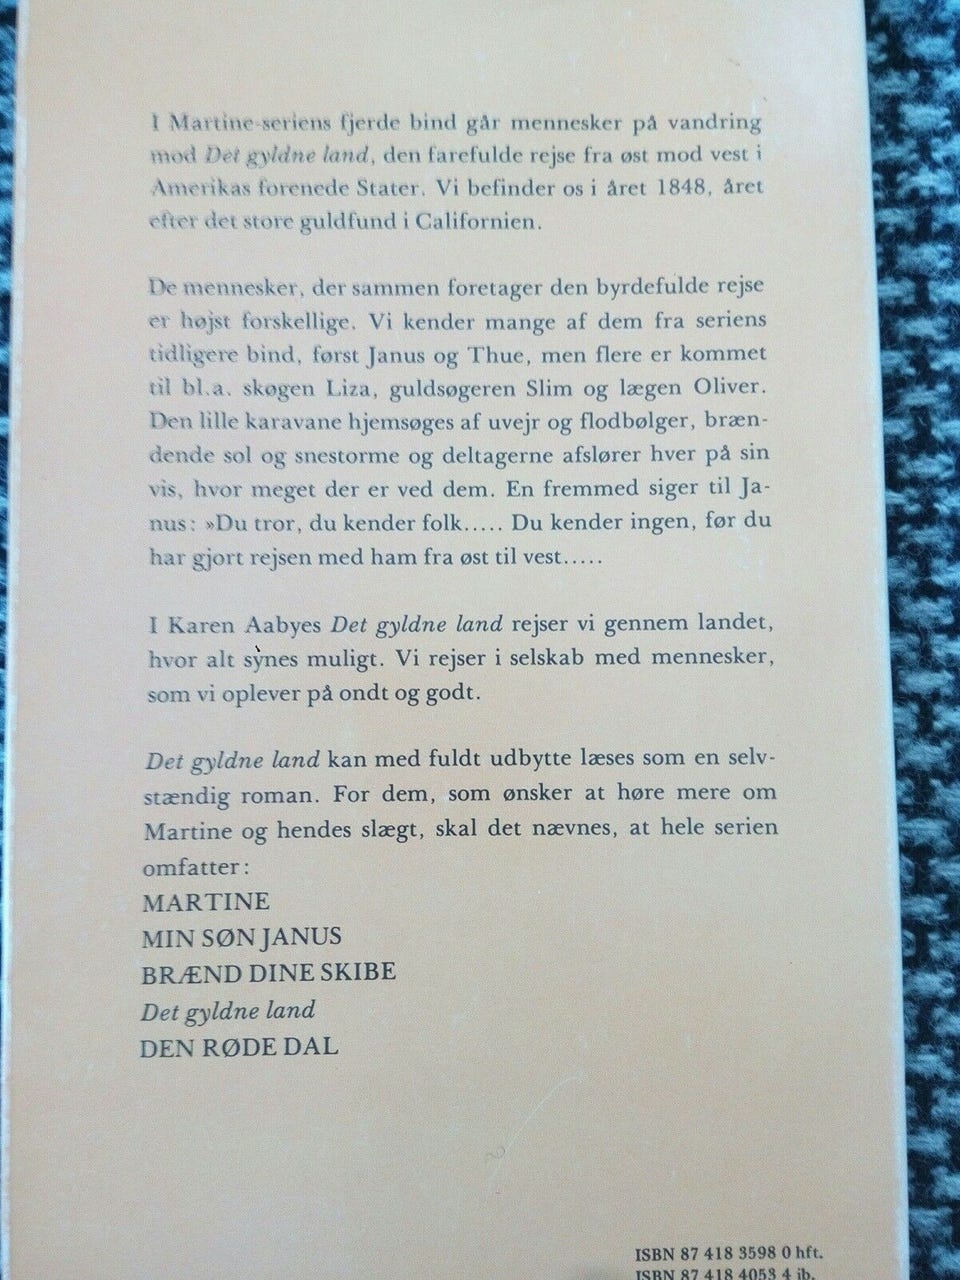 I Martine-seriens fjerde bind går mennesker på vandring
mod Det gyldne land, den farefulde rejse fra øst mod vest i
Amerikas forenede Stater. Vi befinder os i året 1848, året
efter det store guldfund i Californien.
De mennesker, der sammen foretager den byrdefulde rejse
er højst forskellige. Vi kender mange af dem fra seriens
tidligere bind, først Janus og Thue, men flere er kommet
til bl.a. skøgen Liza, guldsøgeren Slim og lægen Oliver.
Den lille karavane hjemsøges af uvejr og flodbølger, bræn-
dende sol og snestorme og deltagerne afslører hver på sin
vis, hvor meget der er ved dem. En fremmed siger til Ja-
nus: »Du tror, du kender folk..... Du kender ingen, før du
har gjort rejsen med ham fra øst til vest.....
I Karen Aabyes Det gyldne land rejser vi gennem landet,
hvor alt synes muligt. Vi rejser i selskab med mennesker,
som vi oplever på ondt og godt.
Det gyldne land kan med fuldt udbytte læses som en selv-
stændig roman. For dem, som ønsker at høre mere om
Martine og hendes slægt, skal det nævnes, at hele serien
omfatter:
MARTINE
MIN SØN JANUS
BRÆND DINE SKIBE
Det gyldne land
DEN RØDE DAL
ISBN 87 418 3598 0 hft.
ISBN 87 418 4053 4 ib.